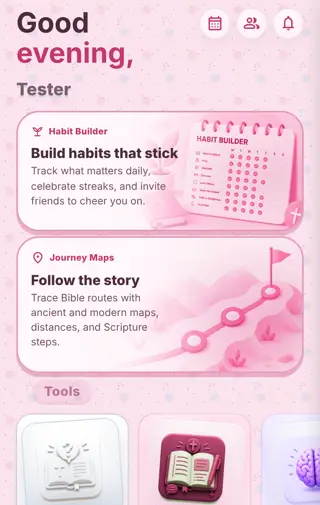 Good
evening,
Tester
Habit Builder
Build habits that stick
Track what matters daily,
celebrate streaks, and invite
friends to cheer you on.
HABIT BUILDER
Journey Maps
Follow the story
Trace Bible routes with
ancient and modern maps,
distances, and Scripture
steps.
Tools